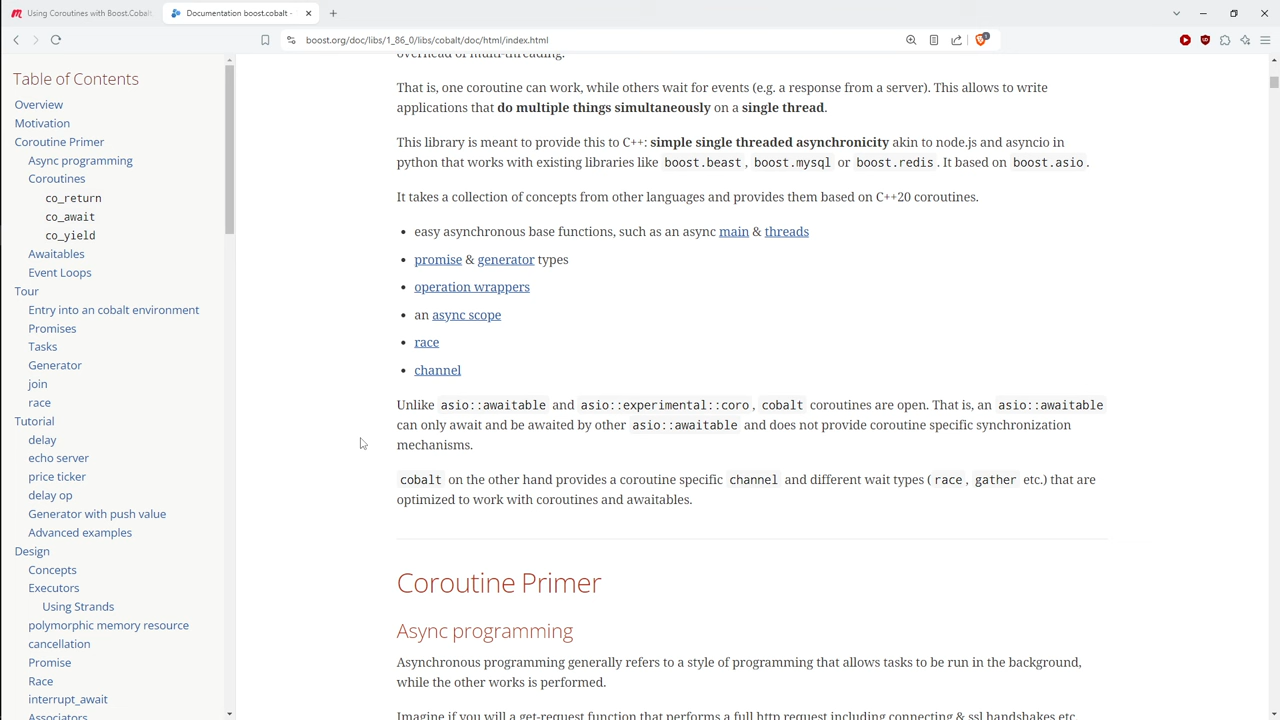 Using Coroutines with Boost.Cobalt
Documentation boost.cobalt -
boost.org/doc/libs/1_86_0/libs/cobalt/doc/html/index.html
Table of Contents
Overview
Motivation
Coroutine Primer
Async programming
Coroutines
co_return
co_await
co_yield
Awaitables
Event Loops
Tour
Entry into an cobalt environment
Promises
Tasks
Generator
join
race
Tutorial
delay
echo server
price ticker
delay op
Generator with push value
Advanced examples
Design
Concepts
Executors
Using Strands
polymorphic memory resource
cancellation
Promise
Race
interrupt_await
Associators
overhead of multi-threading.
That is, one coroutine can work, while others wait for events (e.g. a response from a server). This allows to write
applications that do multiple things simultaneously on a single thread.
This library is meant to provide this to C++: simple single threaded asynchronicity akin to node.js and asyncio in
python that works with existing libraries like boost.beast, boost.mysql or boost.redis. It based on boost.asio.
It takes a collection of concepts from other languages and provides them based on C++20 coroutines.
• easy asynchronous base functions, such as an async main & threads
• promise & generator types
• operation wrappers
• an async scope
• race
• channel
Unlike asio::awaitable and asio::experimental::coro, cobalt coroutines are open. That is, an asio::awaitable
can only await and be awaited by other asio::awaitable and does not provide coroutine specific synchronization
mechanisms.
cobalt on the other hand provides a coroutine specific channel and different wait types (race, gather etc.) that are
optimized to work with coroutines and awaitables.
Coroutine Primer
Async programming
Asynchronous programming generally refers to a style of programming that allows tasks to be run in the background,
while the other works is performed.
Imagine if you will a get-request function that performs a full http request including connecting & ssl handshakes etc.